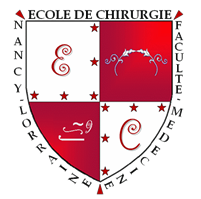 ECOLE DE CHIRURGIE
NANCY-LORRAINE
FACULTE-MEDECINE
E
C